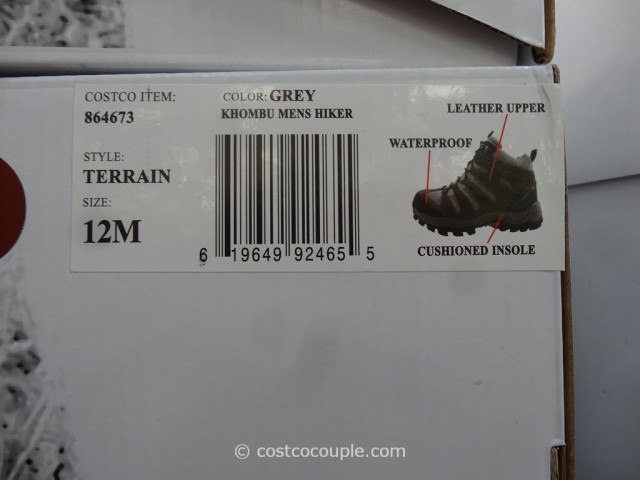 COSTCO ITEM:
864673
STYLE:
TERRAIN
SIZE:
12M
COLOR: GREY
KHOMBU MENS HIKER
6 19649 92465 5
LEATHER UPPER
WATERPROOF
CUSHIONED INSOLE
© costcocouple.com